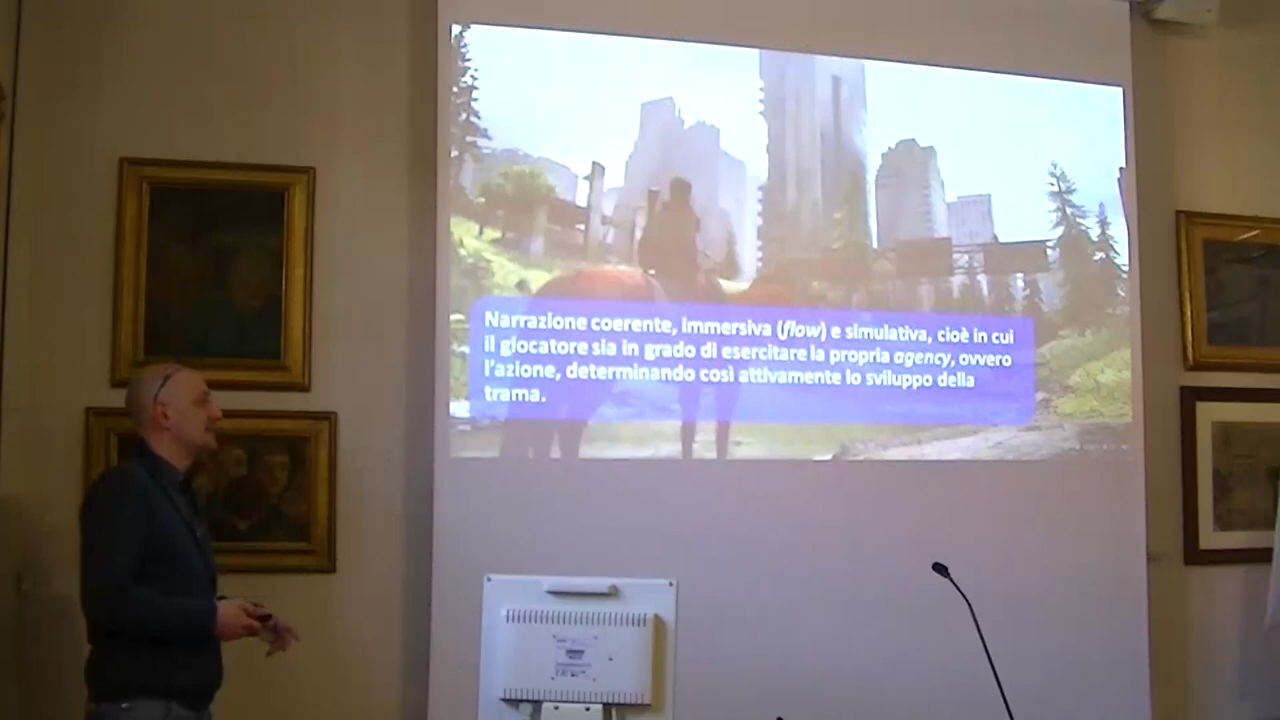 Narrazione coerente, immersiva (flow) e simulativa, cioè in cui
il giocatore sia in grado di esercitare la propria agency, ovvero
l'azione, determinando così attivamente lo sviluppo della
trama.